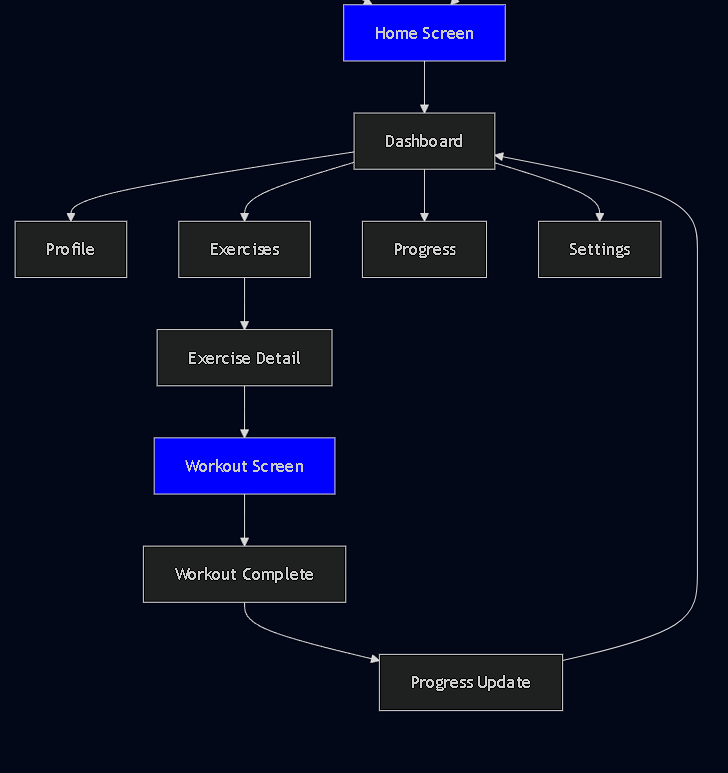 Home Screen
Dashboard
Profile
Exercises
Progress
Settings
Exercise Detail
Workout Screen
Workout Complete
Progress Update